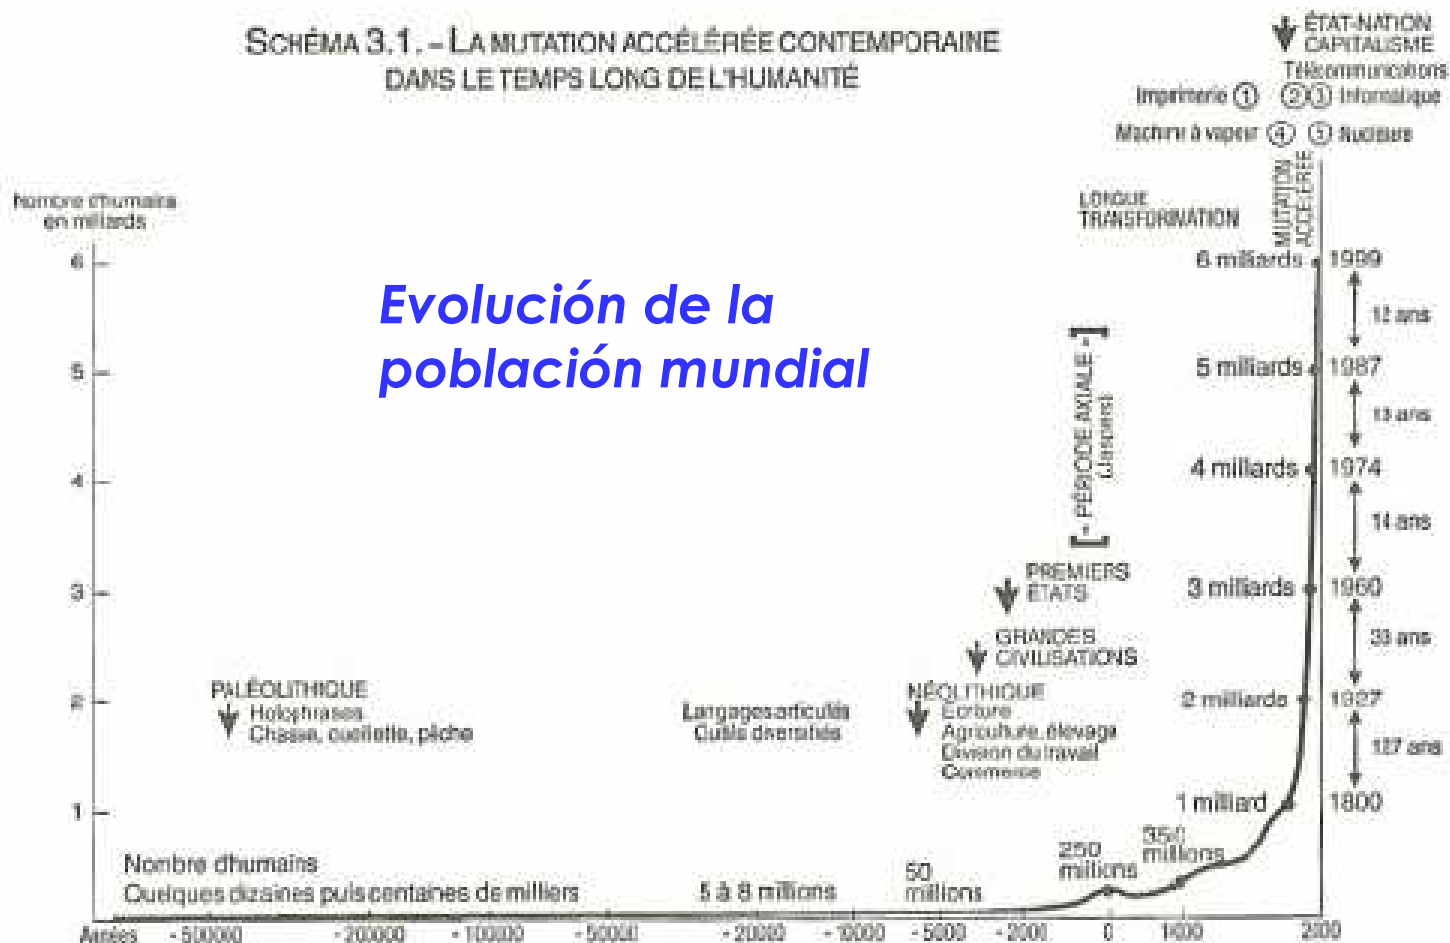 SCHÉMA 3.1. – LA MUTATION ACCÉLÉRÉE CONTEMPORAINE
DANS LE TEMPS LONG DE L'HUMANITÉ
ÉTAT-NATION
CAPITALISME
Télécommunications
Imprimerie ① ②③ Informatique
Machine à vapeur ④ ⑤ Nucléaire
MUTATION
ACCÉLÉRÉE
LONGUE
TRANSFORMATION
Nombre d'humains
en milliards
Evolución de la
población mundial
6
5
4
3
2
1
6 milliards 1999
12 ans
5 milliards 1987
13 ans
4 milliards 1974
14 ans
3 milliards 1960
33 ans
2 milliards 1927
127 ans
1 milliard 1800
[- PÉRIODE AXIALE -]
(Jaspers)
PREMIERS
ÉTATS
GRANDES
CIVILISATIONS
PALÉOLITHIQUE
Holophrases
Chasse, cueillette, pêche
Langages articulés
Outils diversifiés
NÉOLITHIQUE
Écriture
Agriculture, élevage
Division du travail
Commerce
Nombre d'humains
Quelques dizaines puis centaines de milliers
5 à 8 millions
50
millions
250
millions
350
millions
Années -500000 -200000 -100000 -50000 -20000 -10000 -5000 -2000 0 1000 2000